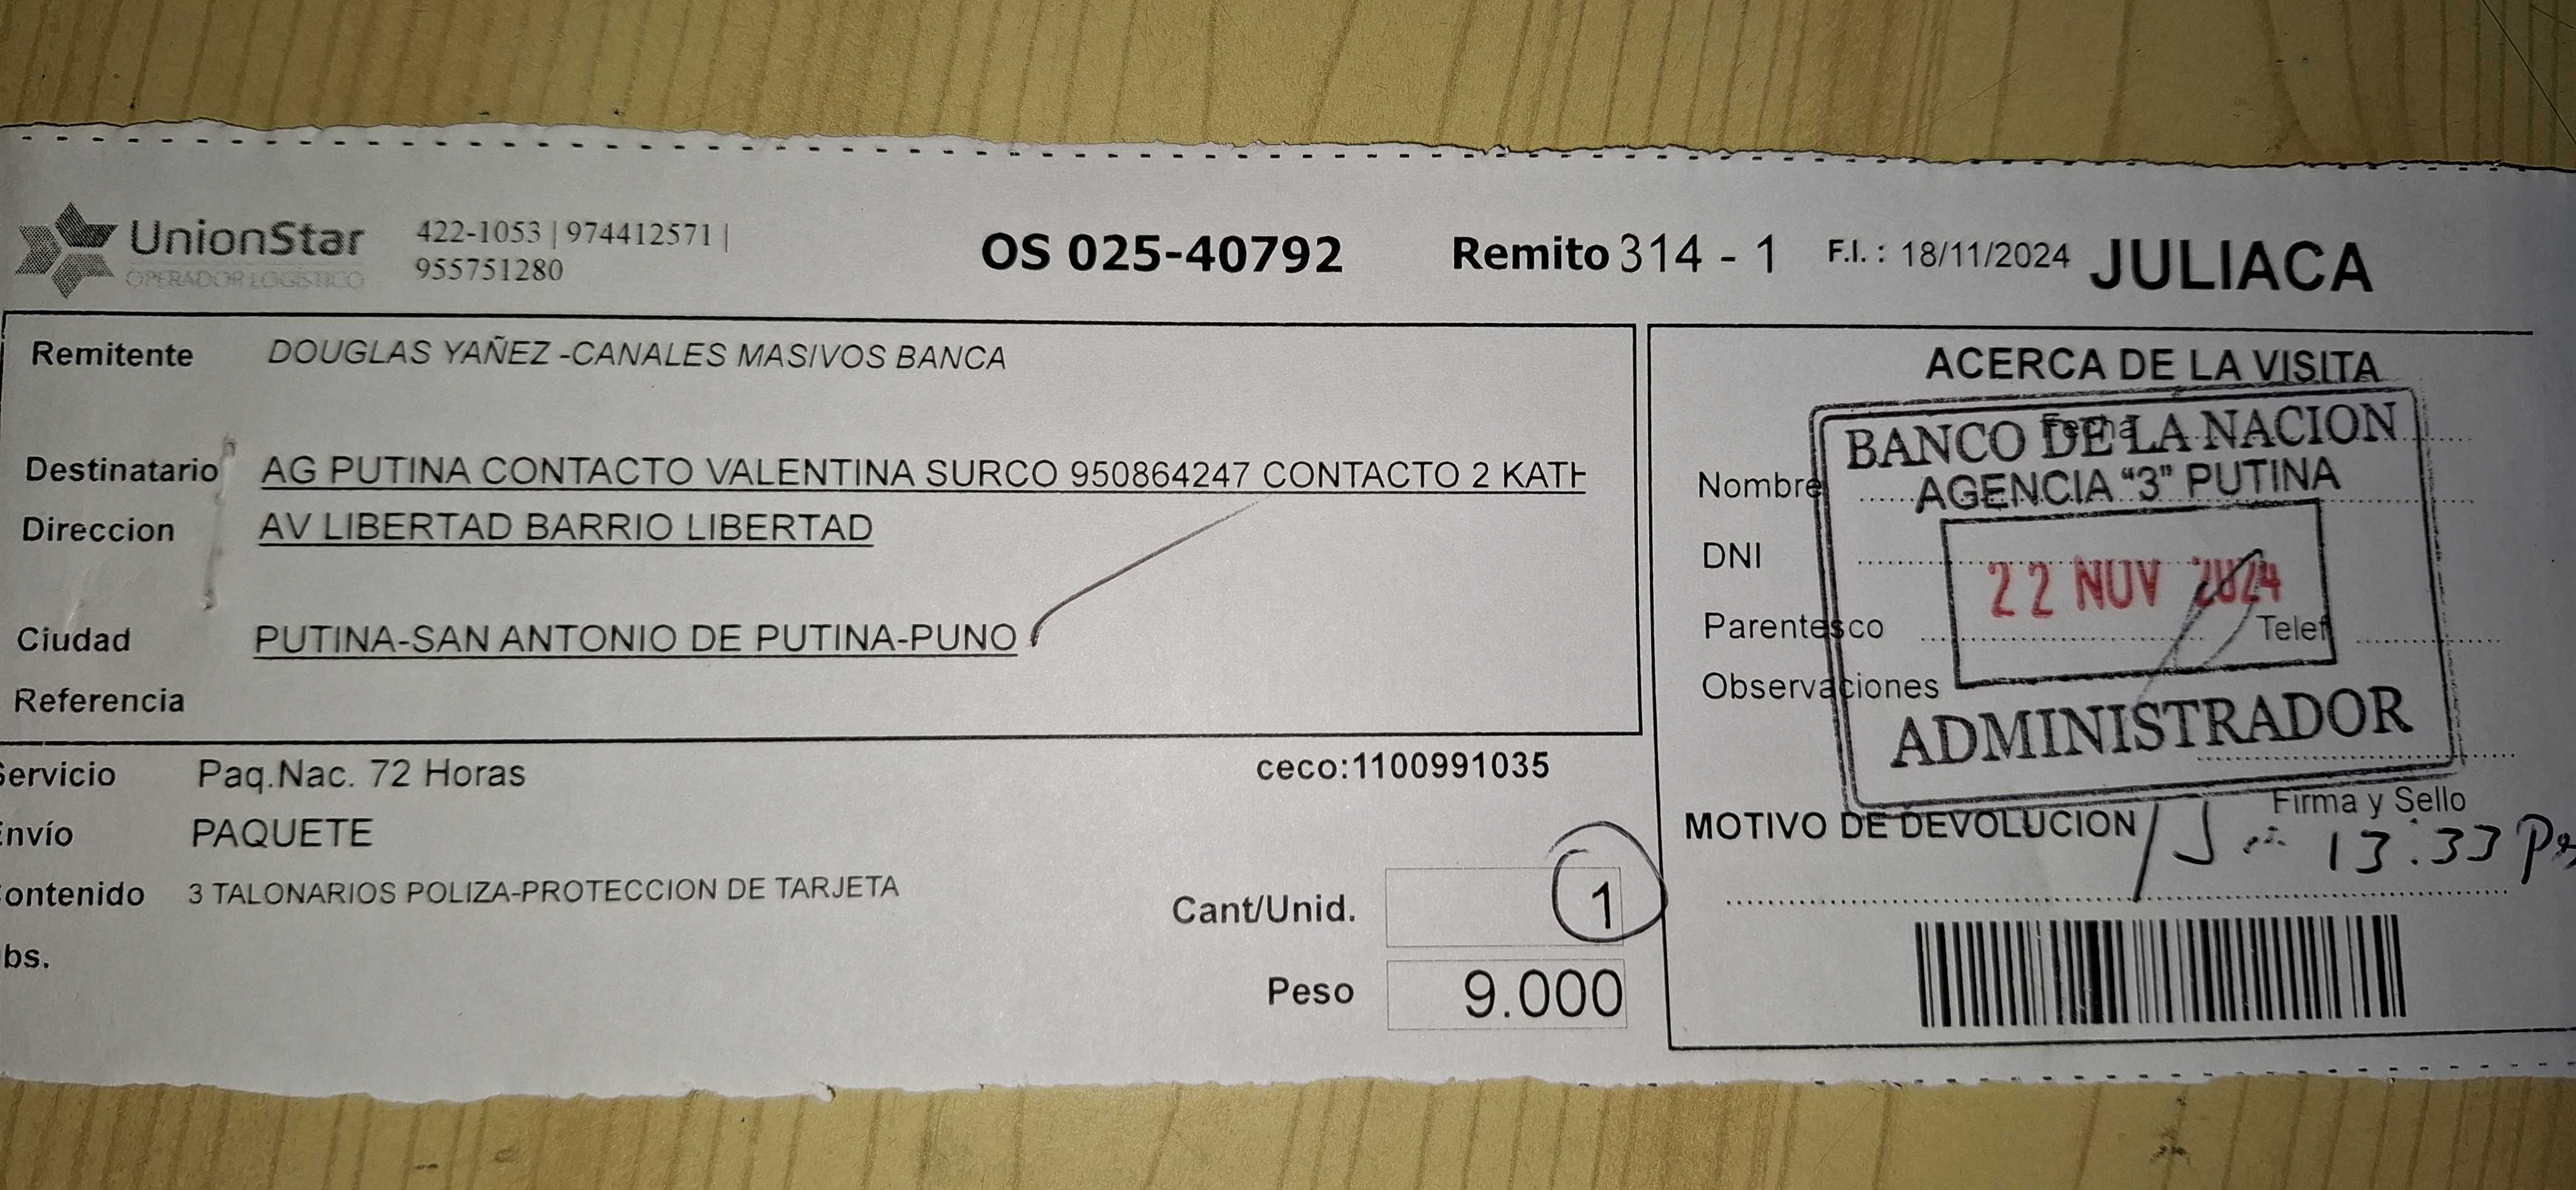 UnionStar
OPERADOR LOGÍSTICO
422-1053 | 974412571 |
955751280
OS 025-40792
Remito 314 - 1
F.I. : 18/11/2024
JULIACA
Remitente DOUGLAS YAÑEZ -CANALES MASIVOS BANCA
Destinatario AG PUTINA CONTACTO VALENTINA SURCO 950864247 CONTACTO 2 KATH
Direccion AV LIBERTAD BARRIO LIBERTAD
Ciudad PUTINA-SAN ANTONIO DE PUTINA-PUNO
Referencia
Servicio Paq.Nac. 72 Horas
ceco:1100991035
Envío PAQUETE
Contenido 3 TALONARIOS POLIZA-PROTECCION DE TARJETA
Obs.
Cant/Unid. 1
Peso 9.000
ACERCA DE LA VISITA
Fecha
Nombre
DNI
Parentesco
Telef
Observaciones
BANCO DE LA NACION
AGENCIA "3" PUTINA
22 NOV 2024
ADMINISTRADOR
Firma y Sello
MOTIVO DE DEVOLUCION
13:33